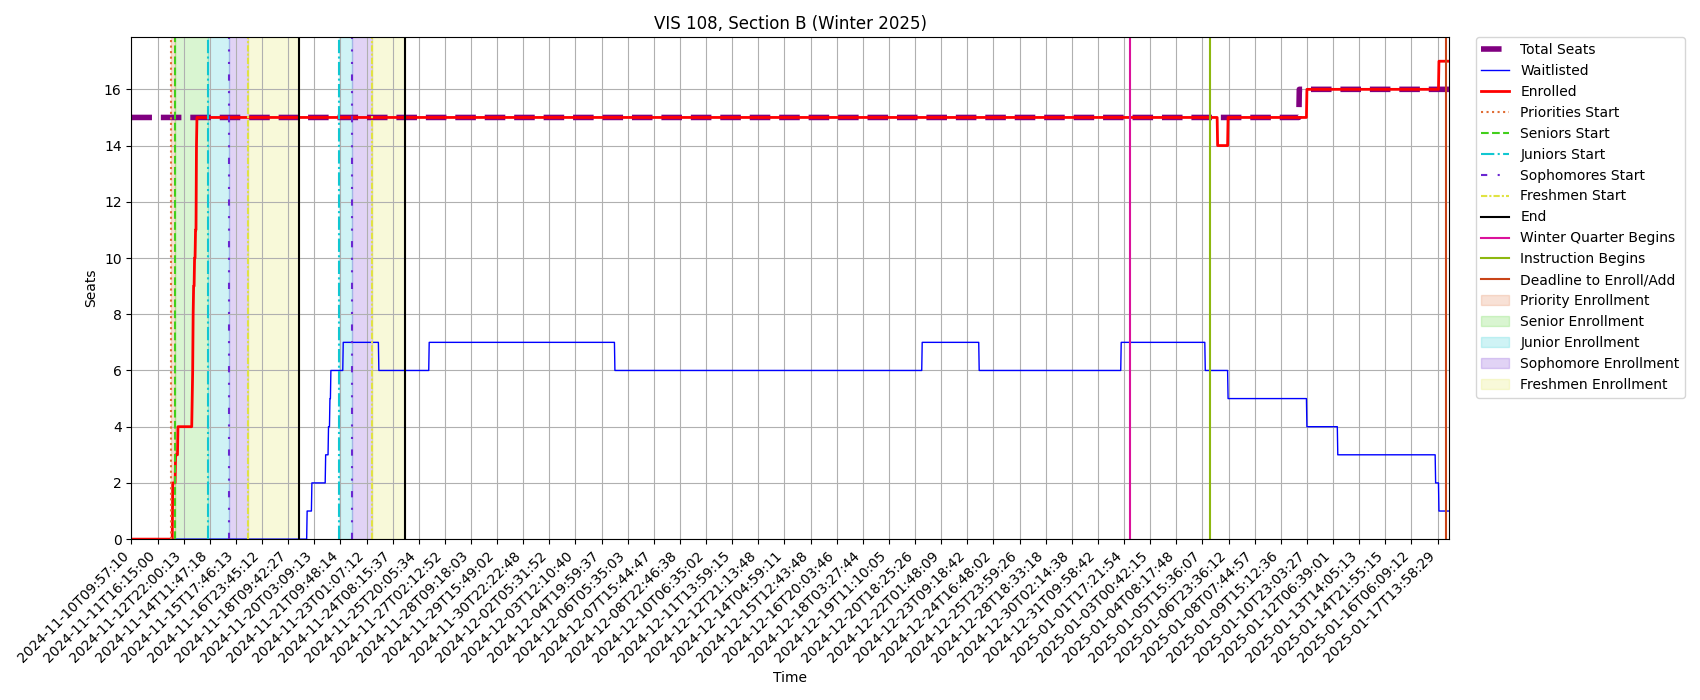 VIS 108, Section B (Winter 2025)
Seats
16
14
12
10
8
6
4
2
0
2024-11-10T09:57:10
2024-11-11T16:15:00
2024-11-12T22:00:13
2024-11-14T11:47:18
2024-11-15T17:46:13
2024-11-16T23:45:12
2024-11-18T09:42:27
2024-11-20T03:09:13
2024-11-21T09:48:14
2024-11-23T01:07:12
2024-11-24T08:15:37
2024-11-25T20:05:34
2024-11-27T02:12:52
2024-11-28T09:18:03
2024-11-29T15:49:02
2024-11-30T22:22:48
2024-12-02T05:31:52
2024-12-03T12:10:40
2024-12-04T19:59:37
2024-12-06T05:35:03
2024-12-07T15:44:47
2024-12-08T22:46:38
2024-12-10T06:35:02
2024-12-11T13:59:15
2024-12-12T21:13:48
2024-12-14T04:59:11
2024-12-15T12:43:48
2024-12-16T20:03:46
2024-12-18T03:27:44
2024-12-19T11:10:05
2024-12-20T18:25:26
2024-12-22T01:48:09
2024-12-23T09:18:42
2024-12-24T16:48:02
2024-12-25T23:59:26
2024-12-28T18:33:18
2024-12-30T02:14:38
2024-12-31T09:58:42
2025-01-01T17:21:54
2025-01-03T00:42:15
2025-01-04T08:17:48
2025-01-05T15:36:07
2025-01-06T23:36:12
2025-01-08T07:44:57
2025-01-09T15:12:36
2025-01-10T23:03:27
2025-01-12T06:39:01
2025-01-13T14:05:13
2025-01-14T21:55:15
2025-01-16T06:09:12
2025-01-17T13:58:29
Time
Total Seats
Waitlisted
Enrolled
Priorities Start
Seniors Start
Juniors Start
Sophomores Start
Freshmen Start
End
Winter Quarter Begins
Instruction Begins
Deadline to Enroll/Add
Priority Enrollment
Senior Enrollment
Junior Enrollment
Sophomore Enrollment
Freshmen Enrollment